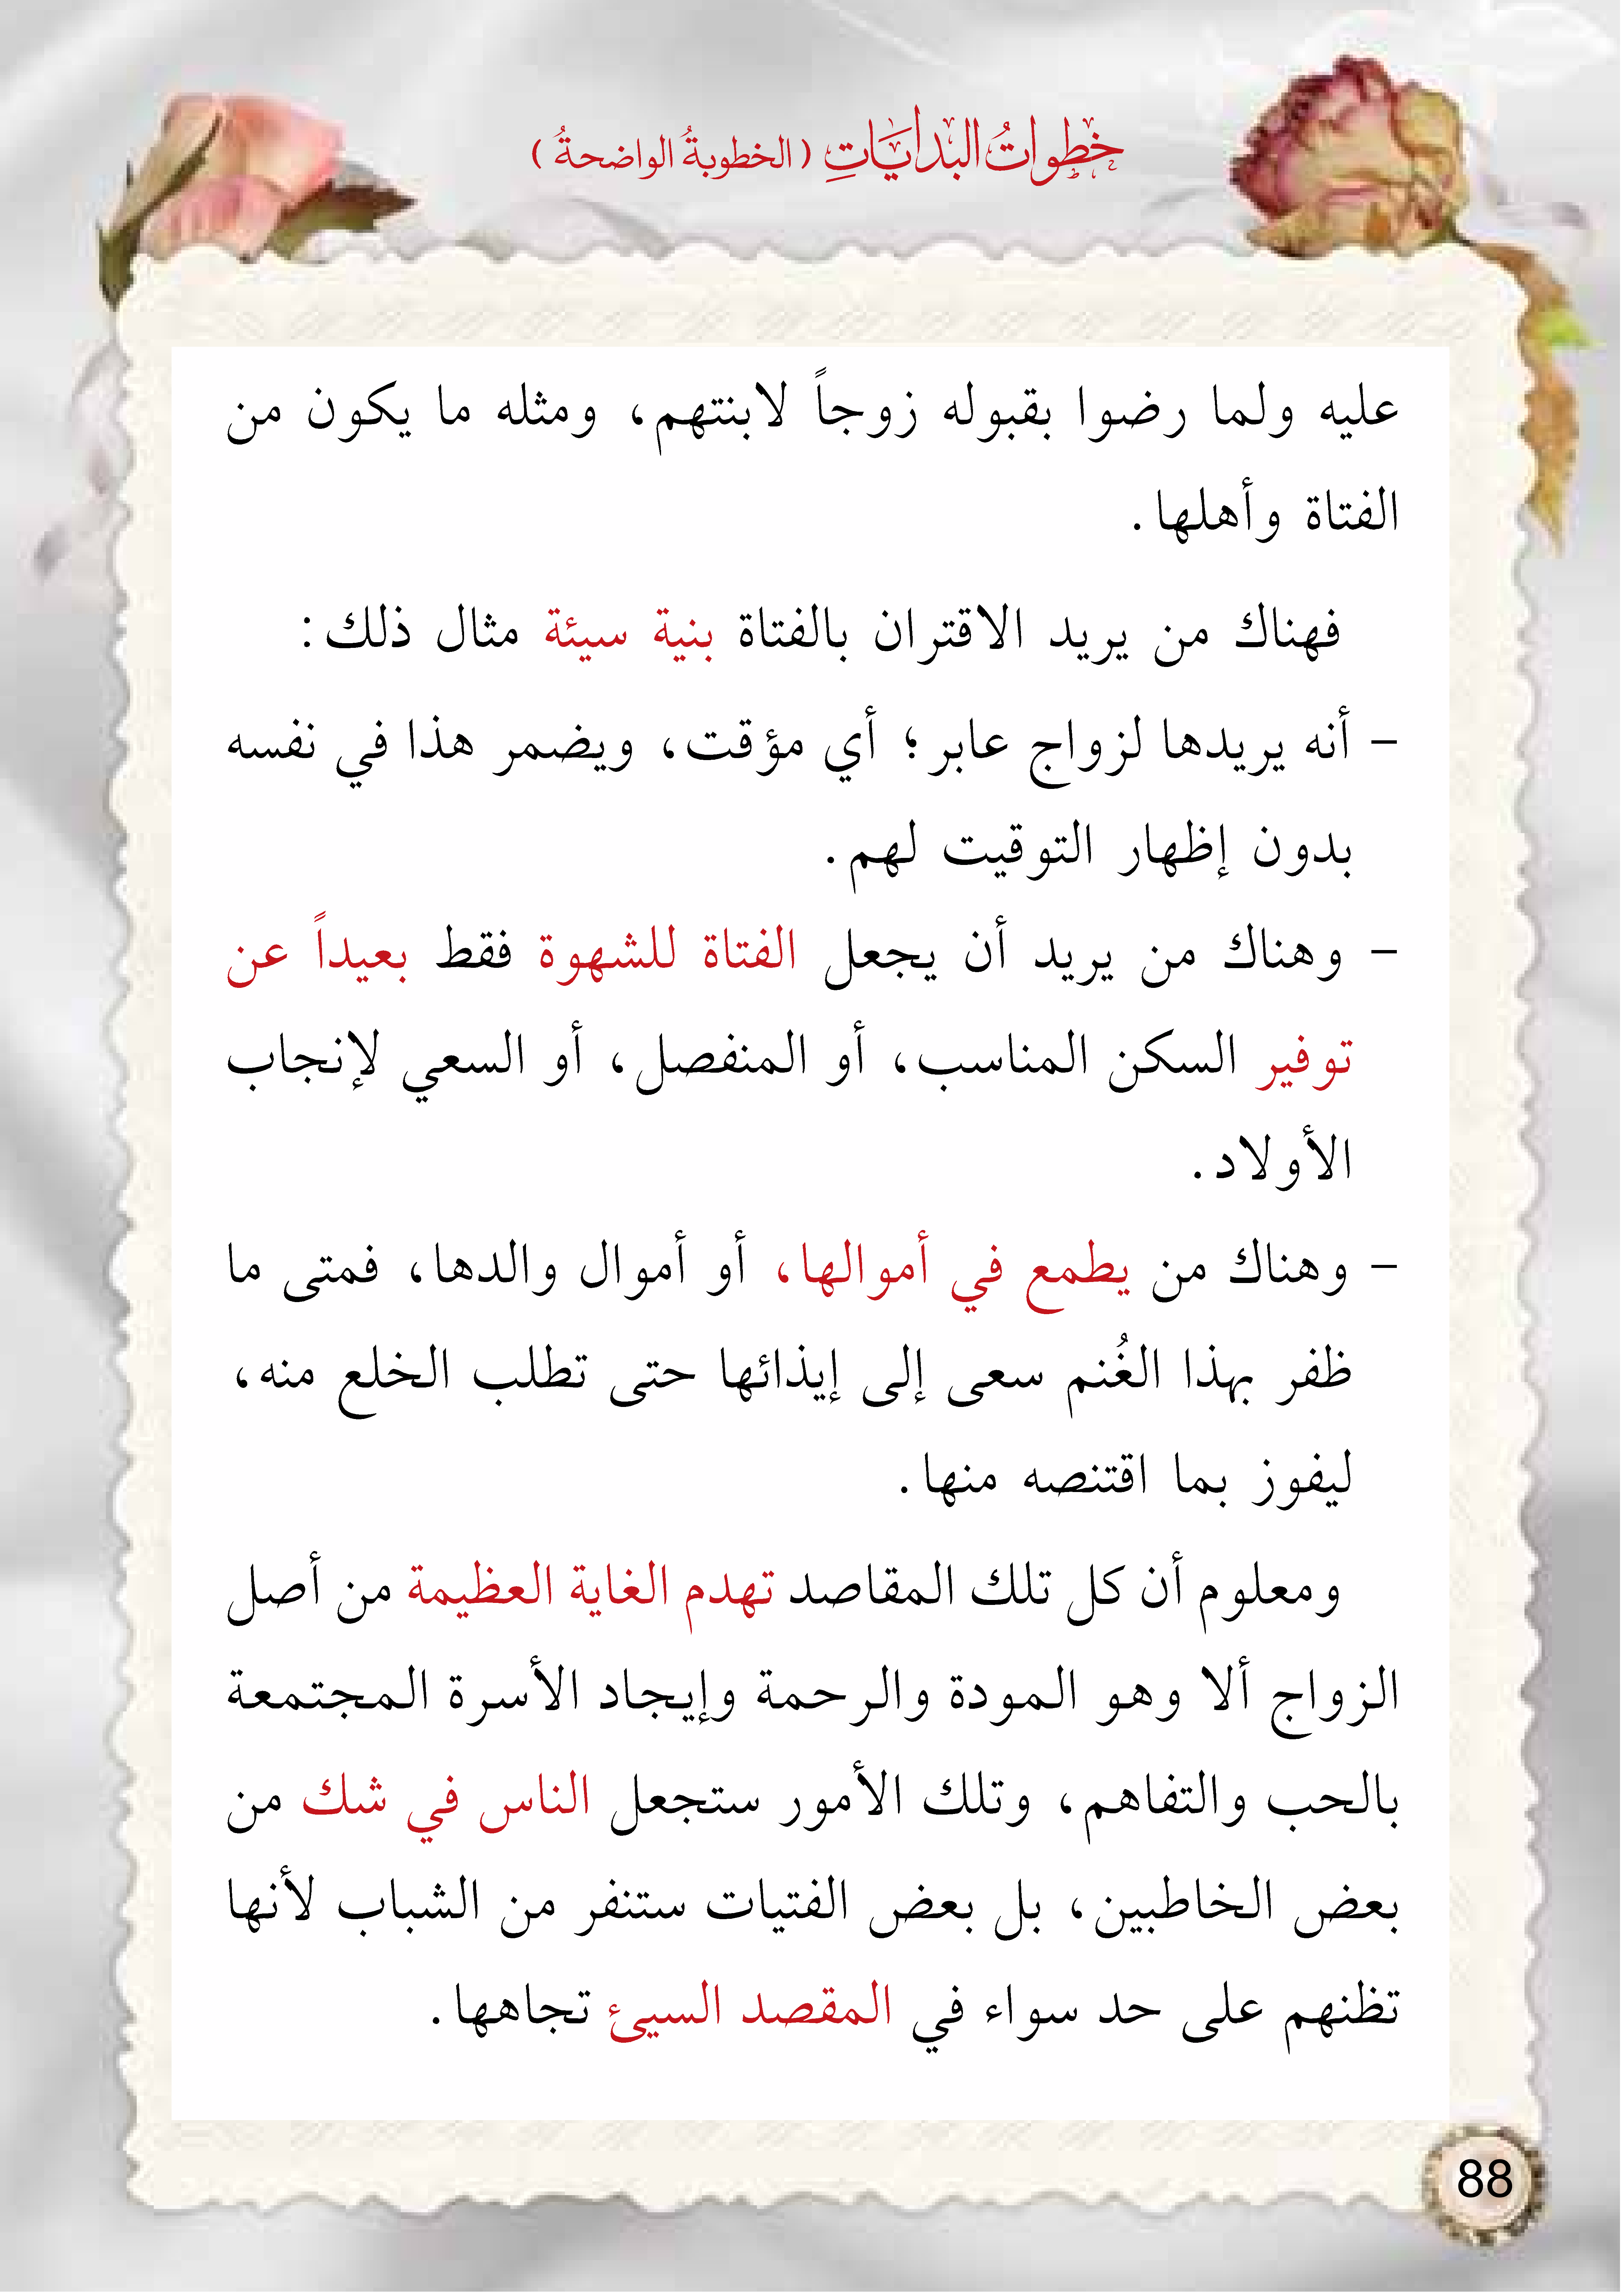 خطوات البدايات (الخطوبةُ الواضحةُ)
عليه ولما رضوا بقبوله زوجاً لابنتهم، ومثله ما يكون من
الفتاة وأهلها.
فهناك من يريد الاقتران بالفتاة بنية سيئة مثال ذلك:
- أنه يريدها لزواج عابر؛ أي مؤقت، ويضمر هذا في نفسه
بدون إظهار التوقيت لهم.
- وهناك من يريد أن يجعل الفتاة للشهوة فقط بعيداً عن
توفير السكن المناسب، أو المنفصل، أو السعي لإنجاب
الأولاد.
- وهناك من يطمع في أموالها، أو أموال والدها، فمتى ما
ظفر بهذا الغُنم سعى إلى إيذائها حتى تطلب الخلع منه،
ليفوز بما اقتنصه منها.
ومعلوم أن كل تلك المقاصد تهدم الغاية العظيمة من أصل
الزواج ألا وهو المودة والرحمة وإيجاد الأسرة المجتمعة
بالحب والتفاهم، وتلك الأمور ستجعل الناس في شك من
بعض الخاطبين، بل بعض الفتيات ستنفر من الشباب لأنها
تظنهم على حد سواء في المقصد السيئ تجاهها.
88